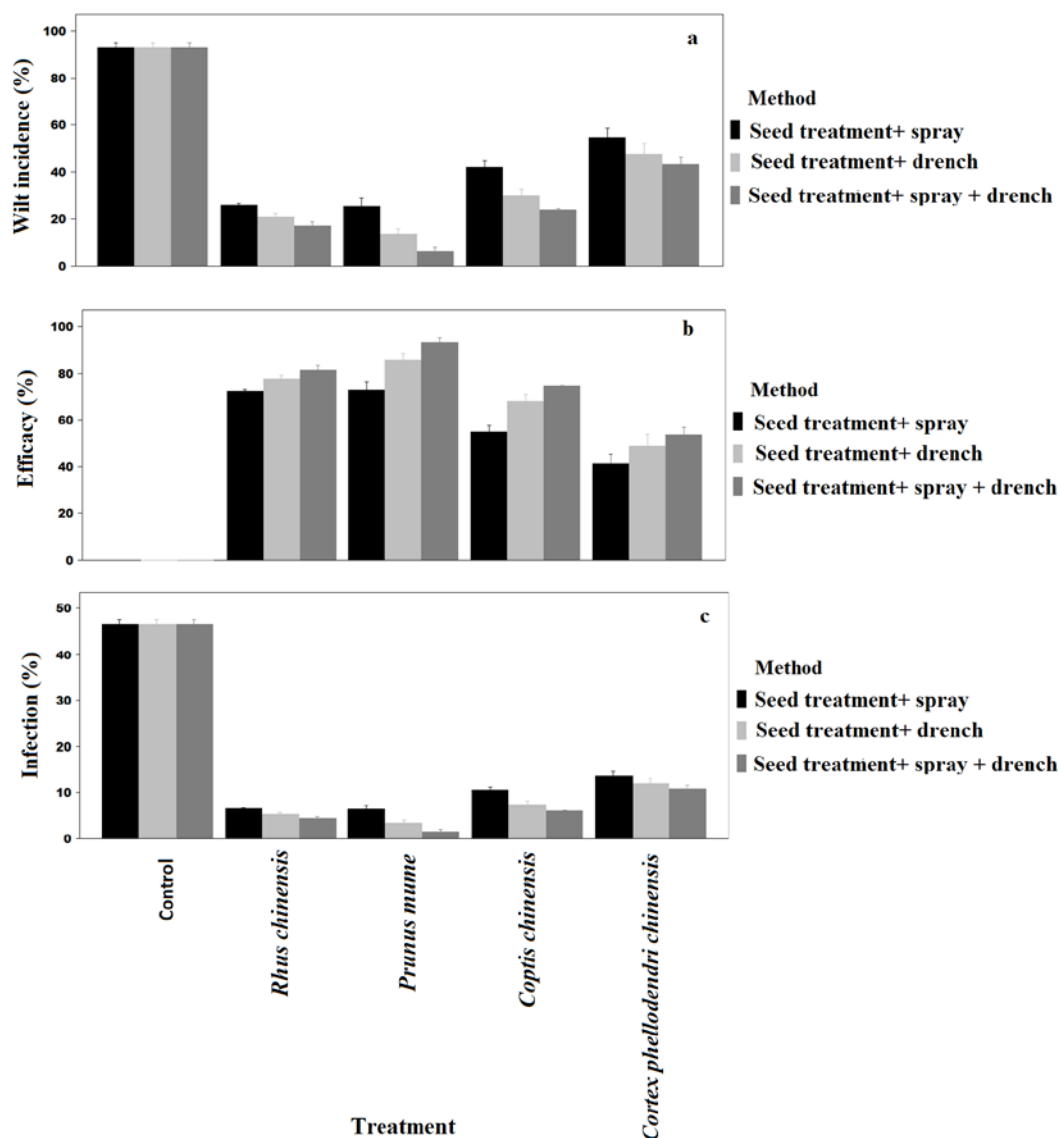 a
100
80
60
40
20
0
Wilt incidence (%)
Method
Seed treatment+ spray
Seed treatment+ drench
Seed treatment+ spray + drench
b
100
80
60
40
20
0
Efficacy (%)
Method
Seed treatment+ spray
Seed treatment+ drench
Seed treatment+ spray + drench
c
50
40
30
20
10
0
Infection (%)
Method
Seed treatment+ spray
Seed treatment+ drench
Seed treatment+ spray + drench
Control
Rhus chinensis
Prunus mume
Coptis chinensis
Cortex phellodendri chinensis
Treatment